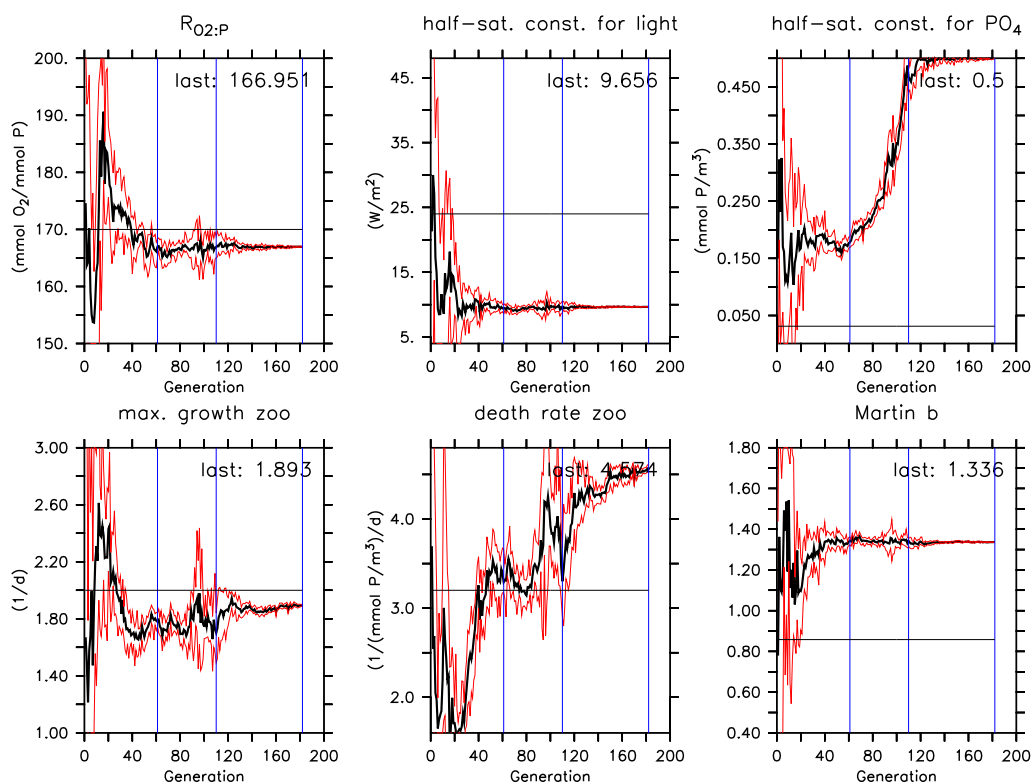 R_O2:P
half-sat. const. for light
half-sat. const. for PO_4
last: 166.951
last: 9.656
last: 0.5
(mmol O_2/mmol P)
200.
190.
180.
170.
160.
150.
0 40 80 120 160 200
Generation
(W/m²)
45.
35.
25.
15.
5.
0 40 80 120 160 200
Generation
(mmol P/m³)
0.450
0.350
0.250
0.150
0.050
0 40 80 120 160 200
Generation
max. growth zoo
death rate zoo
Martin b
last: 1.893
last: 4.574
last: 1.336
(1/d)
3.00
2.60
2.20
1.80
1.40
1.00
0 40 80 120 160 200
Generation
(1/(mmol P/m³)/d)
4.0
3.0
2.0
0 40 80 120 160 200
Generation
1.80
1.60
1.40
1.20
1.00
0.80
0.60
0.40
0 40 80 120 160 200
Generation